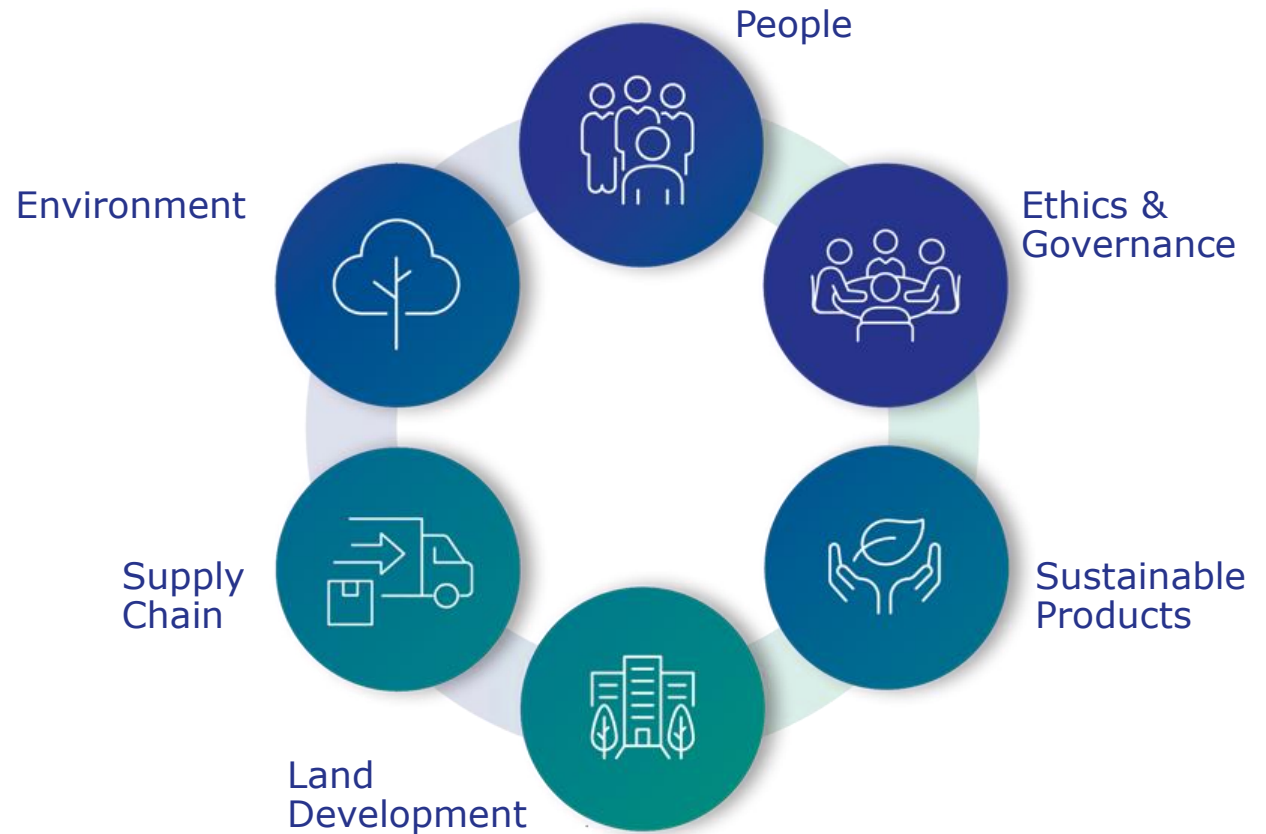 People
Environment
Ethics &
Governance
Supply
Chain
Sustainable
Products
Land
Development